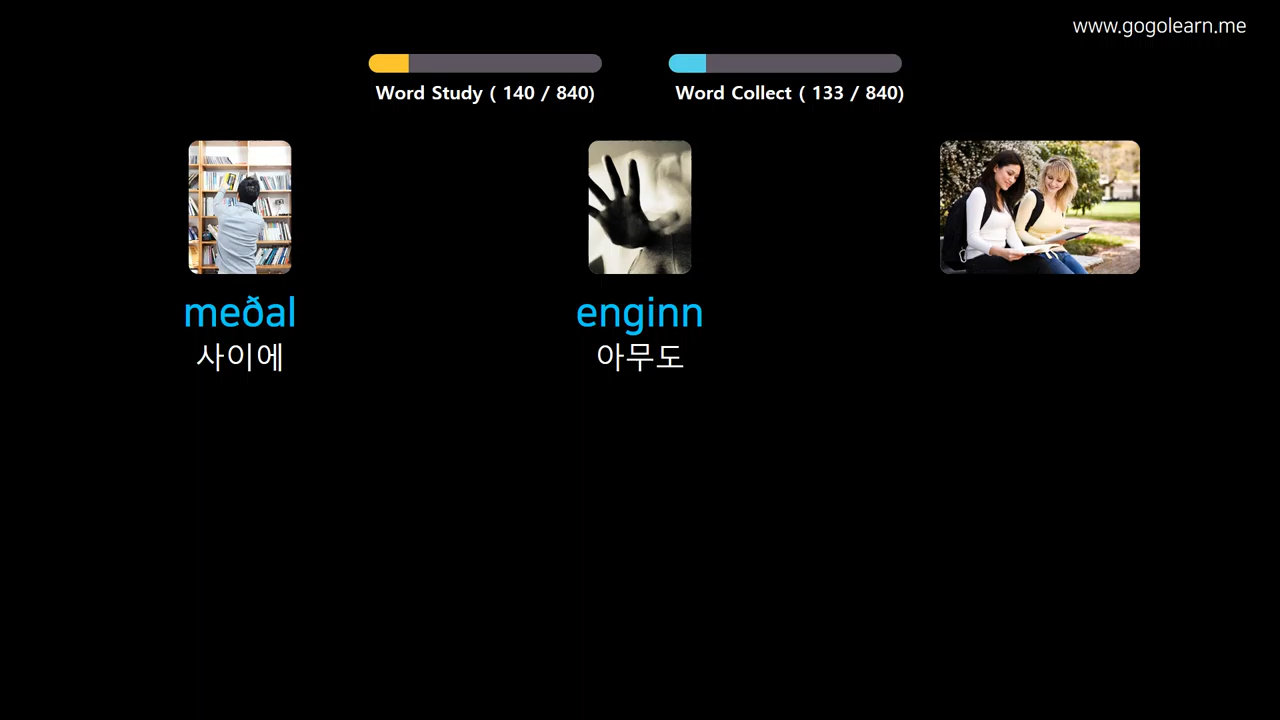 www.gogolearn.me
Word Study ( 140 / 840)
Word Collect ( 133 / 840)
meðal
enginn
사이에
아무도